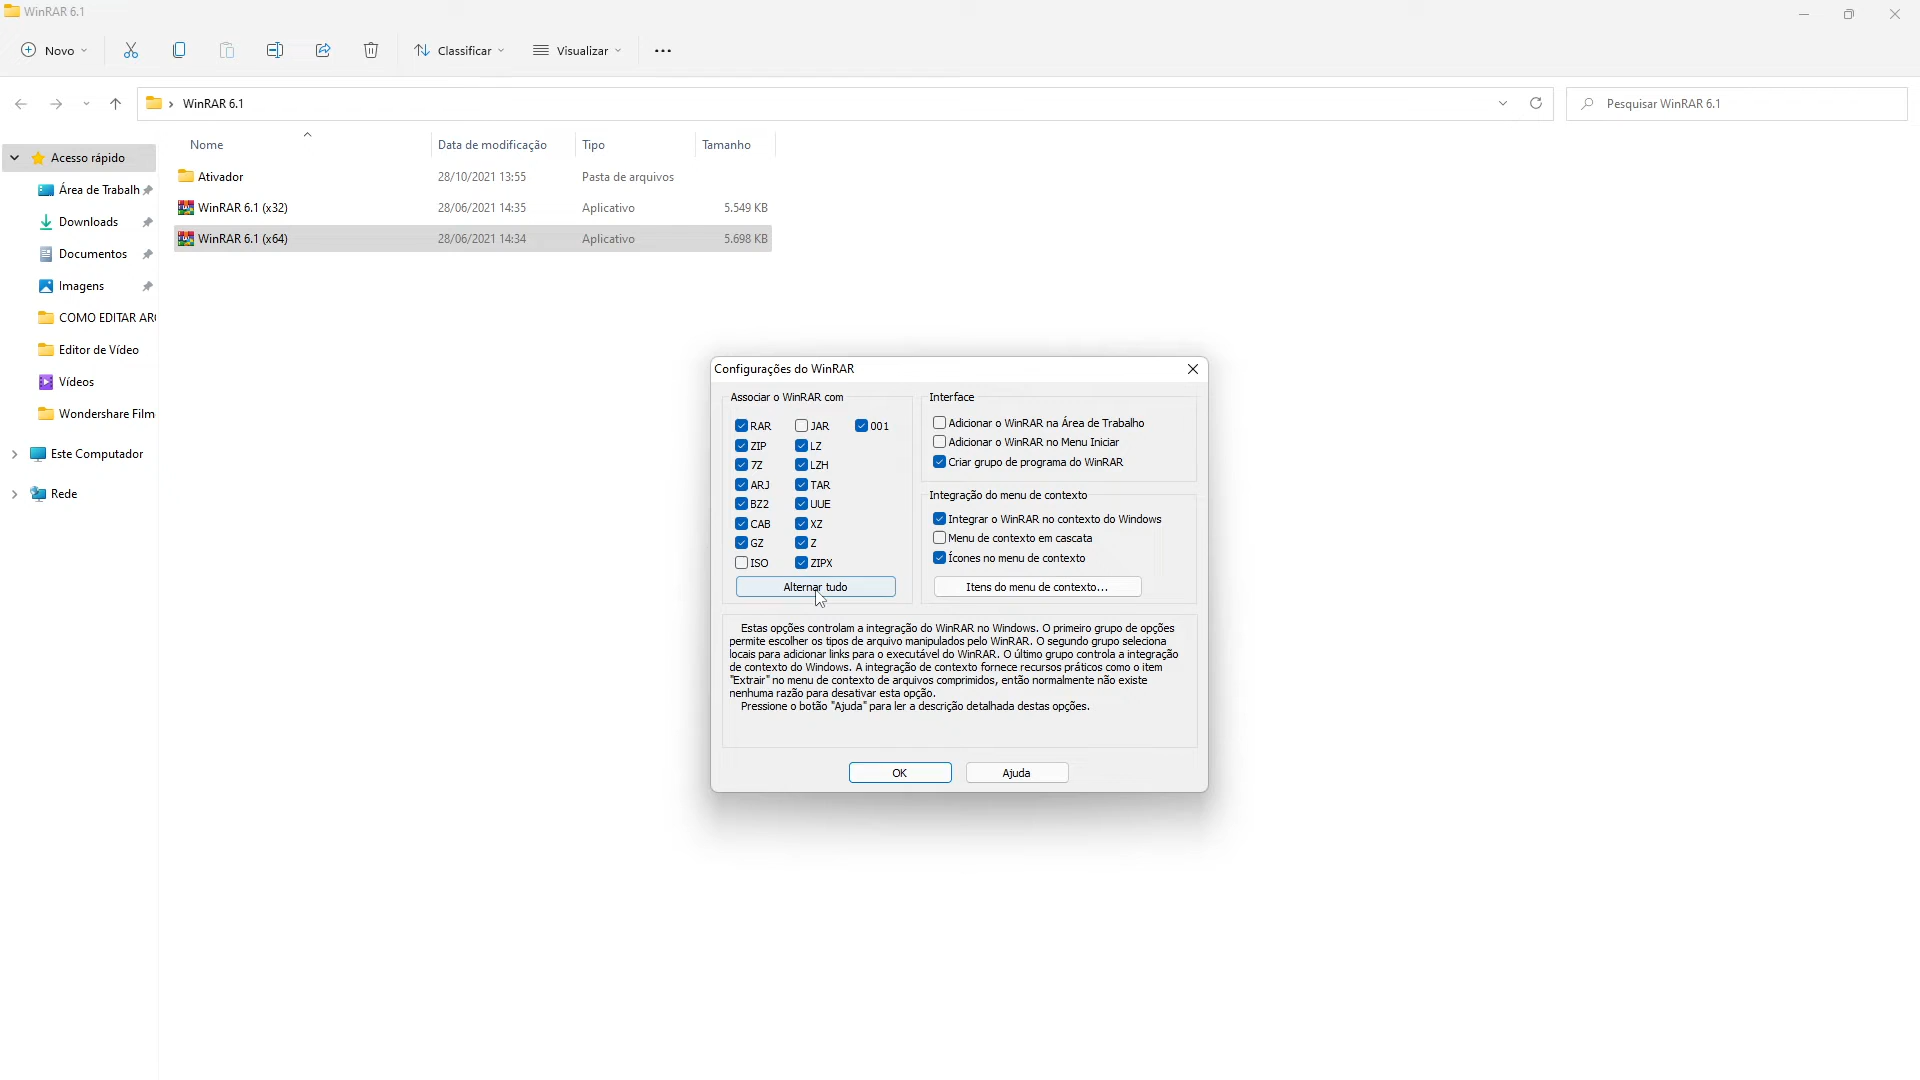 WinRAR 6.1
Novo
Classificar
Visualizar
WinRAR 6.1
Pesquisar WinRAR 6.1
Nome
Data de modificação
Tipo
Tamanho
Acesso rápido
Área de Trabalh
Downloads
Documentos
Imagens
COMO EDITAR AR
Editor de Vídeo
Vídeos
Wondershare Film
Este Computador
Rede
Ativador
28/10/2021 13:55
Pasta de arquivos
WinRAR 6.1 (x32)
28/06/2021 14:35
Aplicativo
5.549 KB
WinRAR 6.1 (x64)
28/06/2021 14:34
Aplicativo
5.698 KB
Configurações do WinRAR
Associar o WinRAR com
RAR
JAR
001
ZIP
LZ
7Z
LZH
ARJ
TAR
BZ2
UUE
CAB
XZ
GZ
Z
ISO
ZIPX
Alternar tudo
Interface
Adicionar o WinRAR na Área de Trabalho
Adicionar o WinRAR no Menu Iniciar
Criar grupo de programa do WinRAR
Integração do menu de contexto
Integrar o WinRAR no contexto do Windows
Menu de contexto em cascata
Ícones no menu de contexto
Itens do menu de contexto...
Estas opções controlam a integração do WinRAR no Windows. O primeiro grupo de opções
permite escolher os tipos de arquivo manipulados pelo WinRAR. O segundo grupo seleciona
locais para adicionar links para o executável do WinRAR. O último grupo controla a integração
de contexto do Windows. A integração de contexto fornece recursos práticos como o item
"Extrair" no menu de contexto de arquivos comprimidos, então normalmente não existe
nenhuma razão para desativar esta opção.
Pressione o botão "Ajuda" para ler a descrição detalhada destas opções.
OK
Ajuda